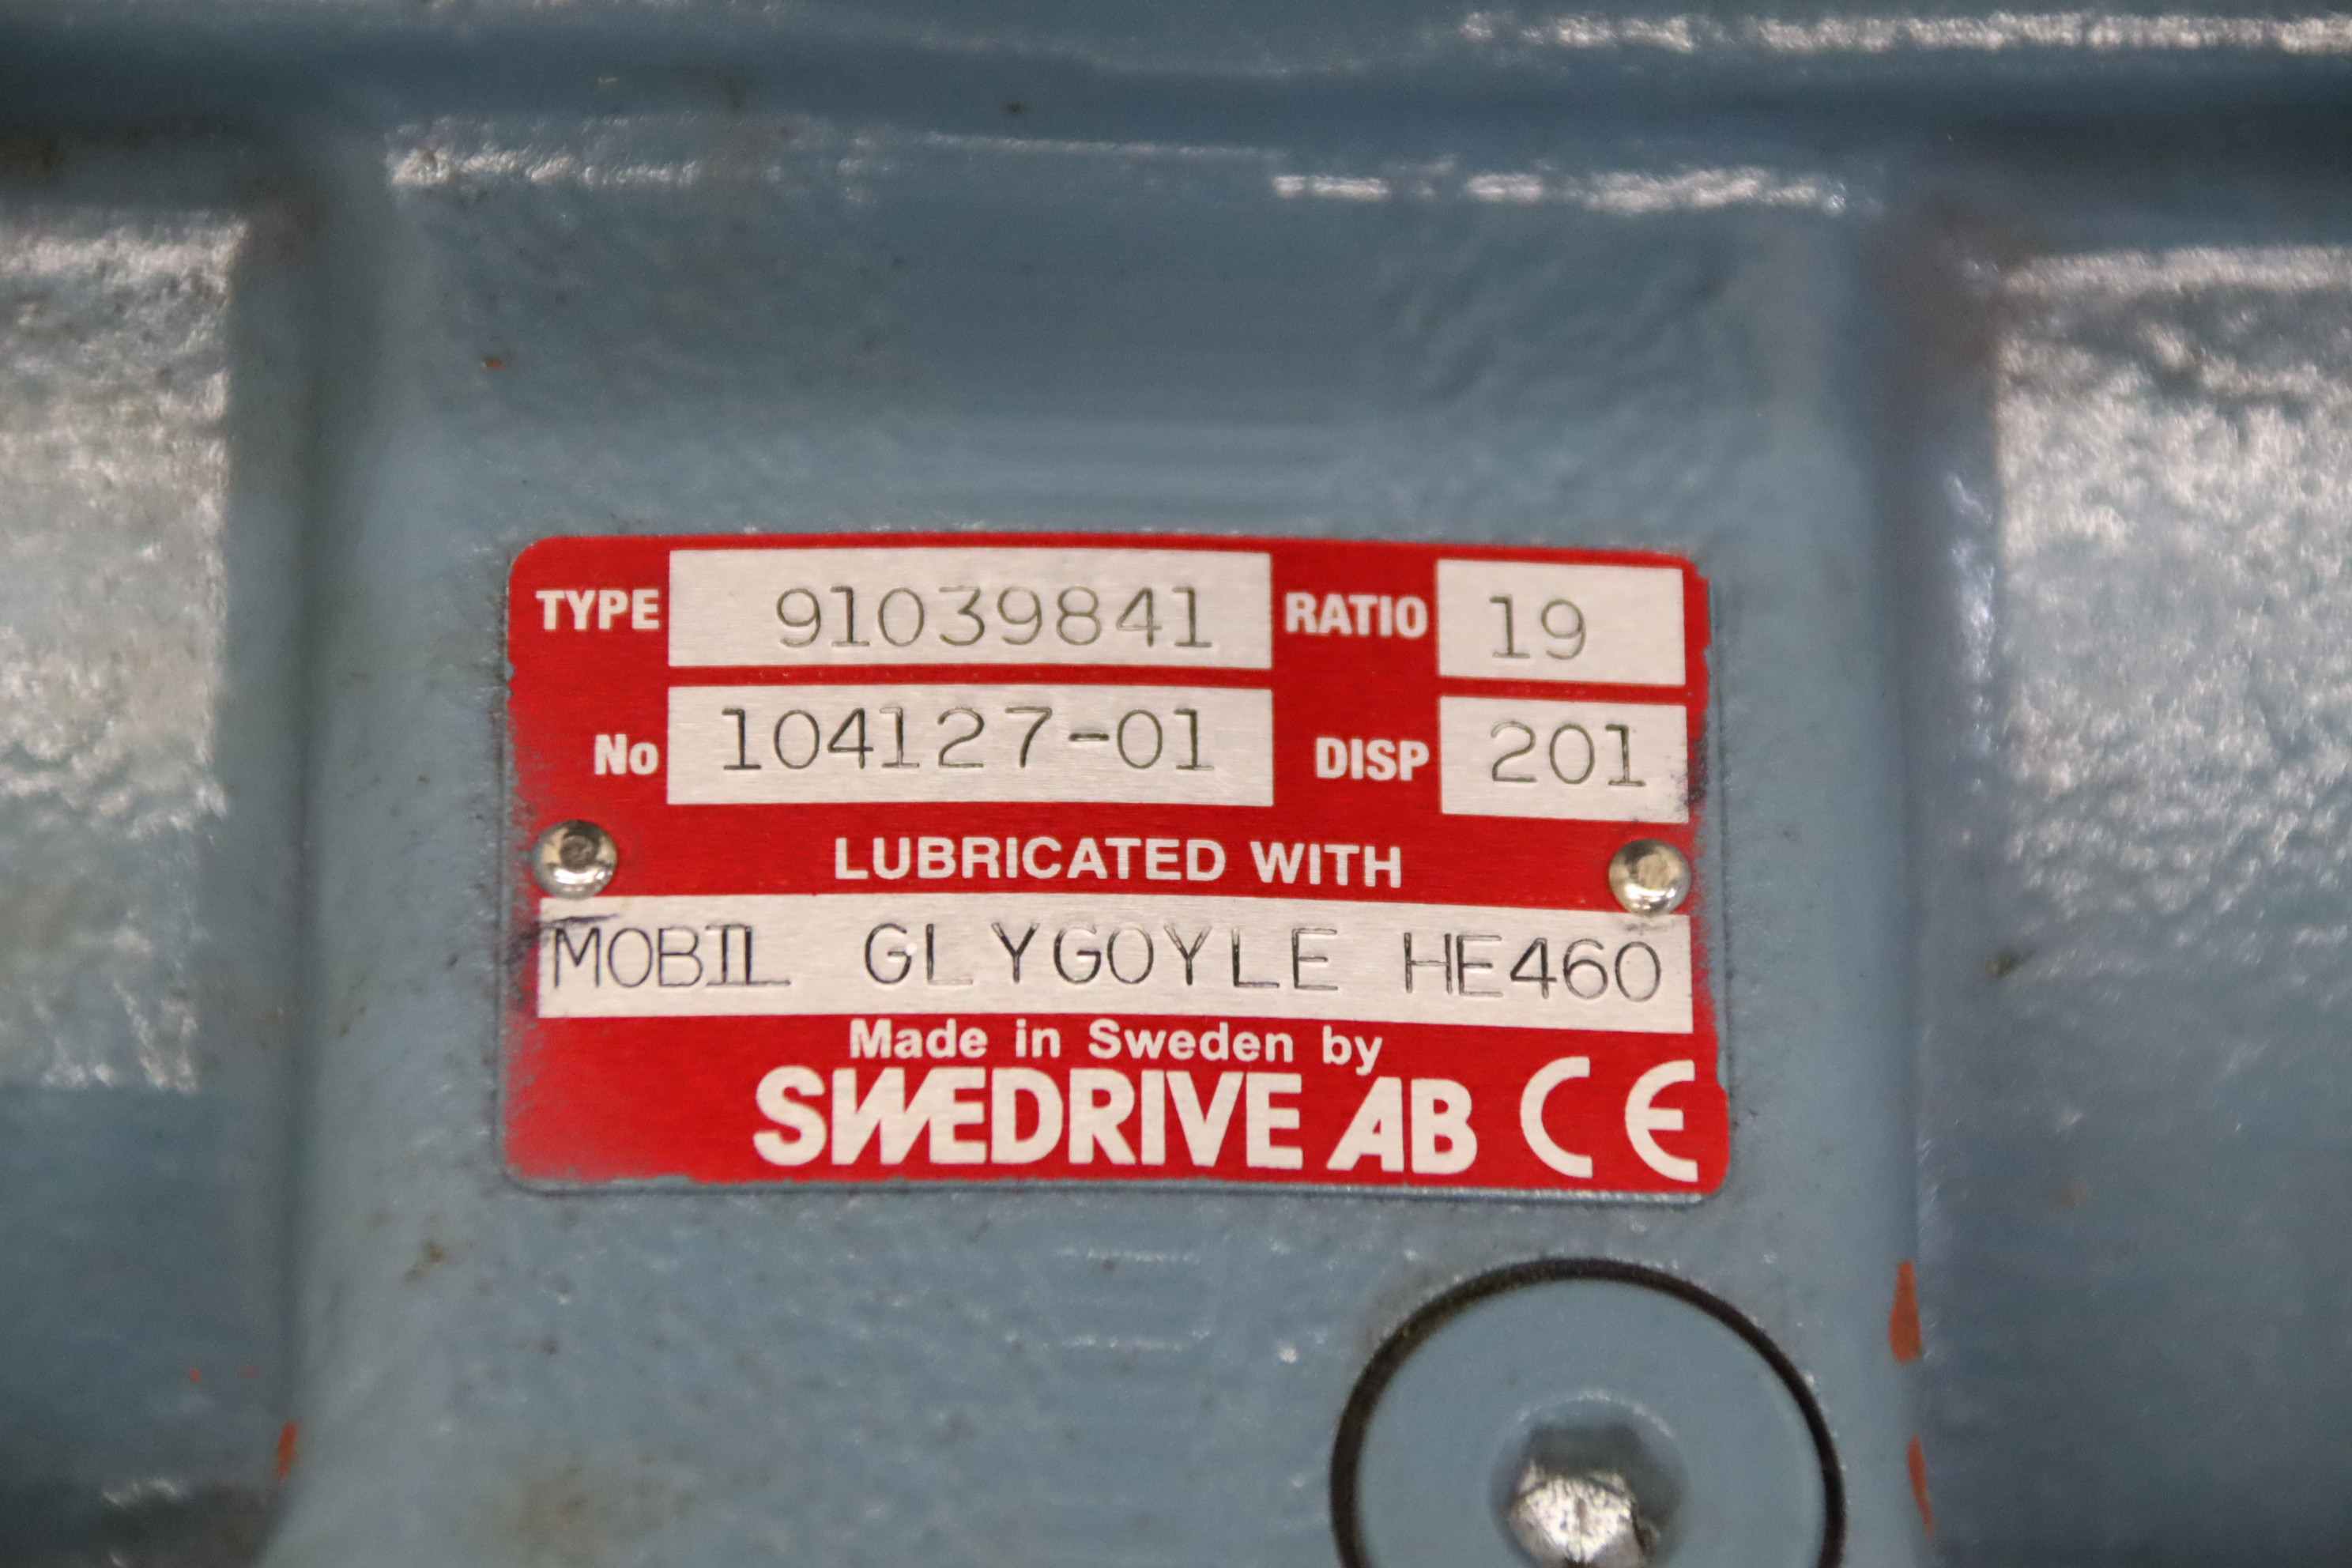 TYPE 91039841 RATIO 19
No 104127-01 DISP 201
LUBRICATED WITH
MOBIL GLYGOYLE HE460
Made in Sweden by
SWEDRIVE AB CE